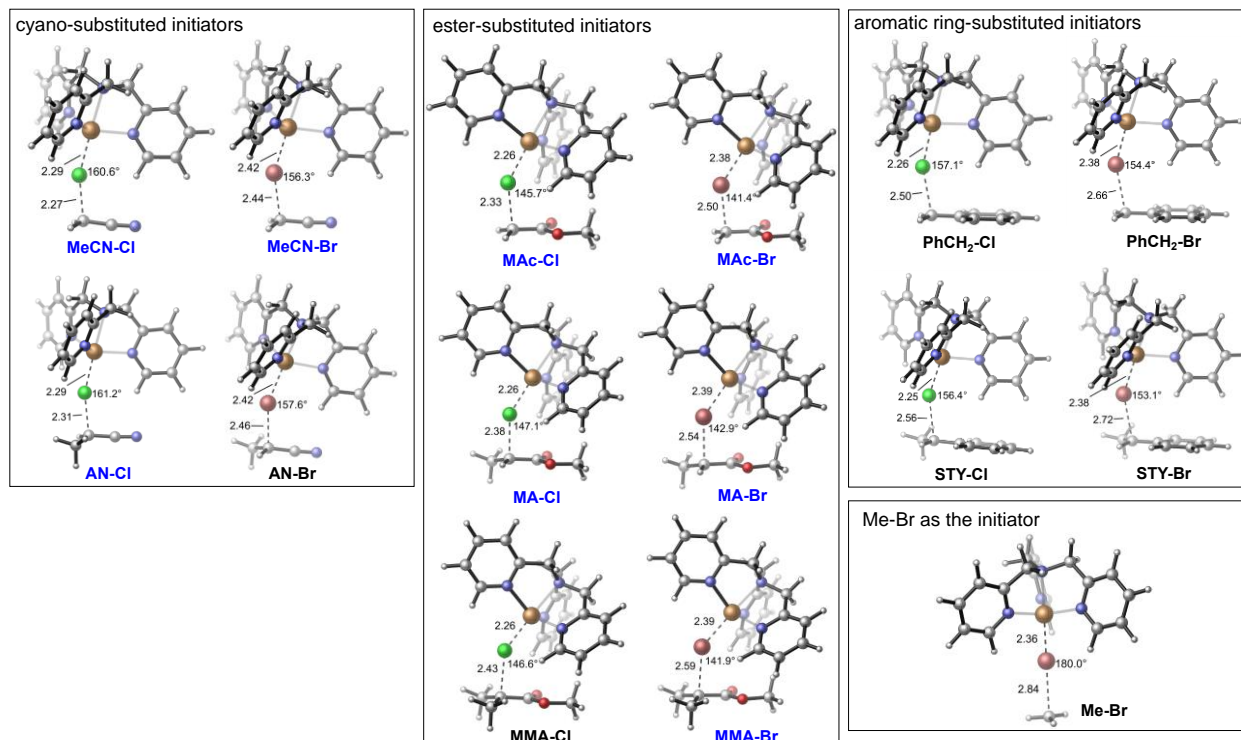 cyano-substituted initiators
2.29
160.6°
2.27
MeCN-Cl
2.42
156.3°
2.44
MeCN-Br
2.29
161.2°
2.31
AN-Cl
2.42
157.6°
2.46
AN-Br
ester-substituted initiators
2.26
145.7°
2.33
MAc-Cl
2.38
141.4°
2.50
MAc-Br
2.26
147.1°
2.38
MA-Cl
2.39
142.9°
2.54
MA-Br
2.26
146.6°
2.43
MMA-Cl
2.39
141.9°
2.59
MMA-Br
aromatic ring-substituted initiators
2.26
157.1°
2.50
PhCH₂-Cl
2.38
154.4°
2.66
PhCH₂-Br
2.25
156.4°
2.56
STY-Cl
2.38
153.1°
2.72
STY-Br
Me-Br as the initiator
2.36
180.0°
2.84
Me-Br